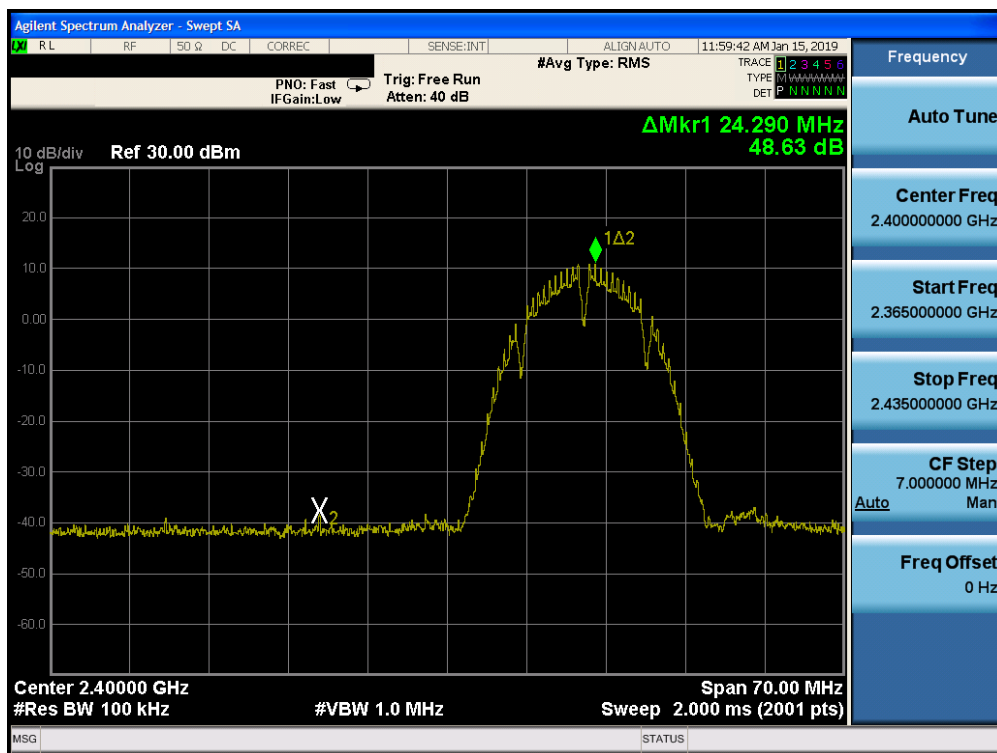 Agilent Spectrum Analyzer - Swept SA
LXI RL RF 50 Ω DC CORREC SENSE:INT ALIGN AUTO 11:59:42 AM Jan 15, 2019
#Avg Type: RMS
TRACE 1 2 3 4 5 6
PNO: Fast
Trig: Free Run
TYPE M WWWWW
IFGain:Low
Atten: 40 dB
DET P N N N N N
ΔMkr1 24.290 MHz
48.63 dB
10 dB/div Ref 30.00 dBm
Log
20.0
10.0
0.00
-10.0
-20.0
-30.0
-40.0
-50.0
-60.0
1Δ2
X2
Center 2.40000 GHz
Span 70.00 MHz
#Res BW 100 kHz
#VBW 1.0 MHz
Sweep 2.000 ms (2001 pts)
MSG
STATUS
Frequency
Auto Tune
Center Freq
2.400000000 GHz
Start Freq
2.365000000 GHz
Stop Freq
2.435000000 GHz
CF Step
7.000000 MHz
Auto Man
Freq Offset
0 Hz